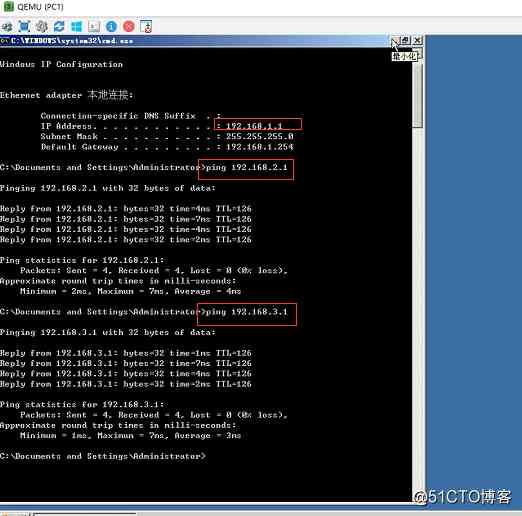 QEMU (PC1)
C:\WINDOWS\system32\cmd.exe
最小化
Windows IP Configuration
Ethernet adapter 本地连接:
Connection-specific DNS Suffix  . :
IP Address. . . . . . . . . . . . : 192.168.1.1
Subnet Mask . . . . . . . . . . . : 255.255.255.0
Default Gateway . . . . . . . . . : 192.168.1.254
C:\Documents and Settings\Administrator>ping 192.168.2.1
Pinging 192.168.2.1 with 32 bytes of data:
Reply from 192.168.2.1: bytes=32 time=4ms TTL=126
Reply from 192.168.2.1: bytes=32 time=7ms TTL=126
Reply from 192.168.2.1: bytes=32 time=4ms TTL=126
Reply from 192.168.2.1: bytes=32 time=2ms TTL=126
Ping statistics for 192.168.2.1:
Packets: Sent = 4, Received = 4, Lost = 0 (0% loss),
Approximate round trip times in milli-seconds:
Minimum = 2ms, Maximum = 7ms, Average = 4ms
C:\Documents and Settings\Administrator>ping 192.168.3.1
Pinging 192.168.3.1 with 32 bytes of data:
Reply from 192.168.3.1: bytes=32 time=1ms TTL=126
Reply from 192.168.3.1: bytes=32 time=7ms TTL=126
Reply from 192.168.3.1: bytes=32 time=4ms TTL=126
Reply from 192.168.3.1: bytes=32 time=2ms TTL=126
Ping statistics for 192.168.3.1:
Packets: Sent = 4, Received = 4, Lost = 0 (0% loss),
Approximate round trip times in milli-seconds:
Minimum = 1ms, Maximum = 7ms, Average = 3ms
C:\Documents and Settings\Administrator>
@51CTO博客